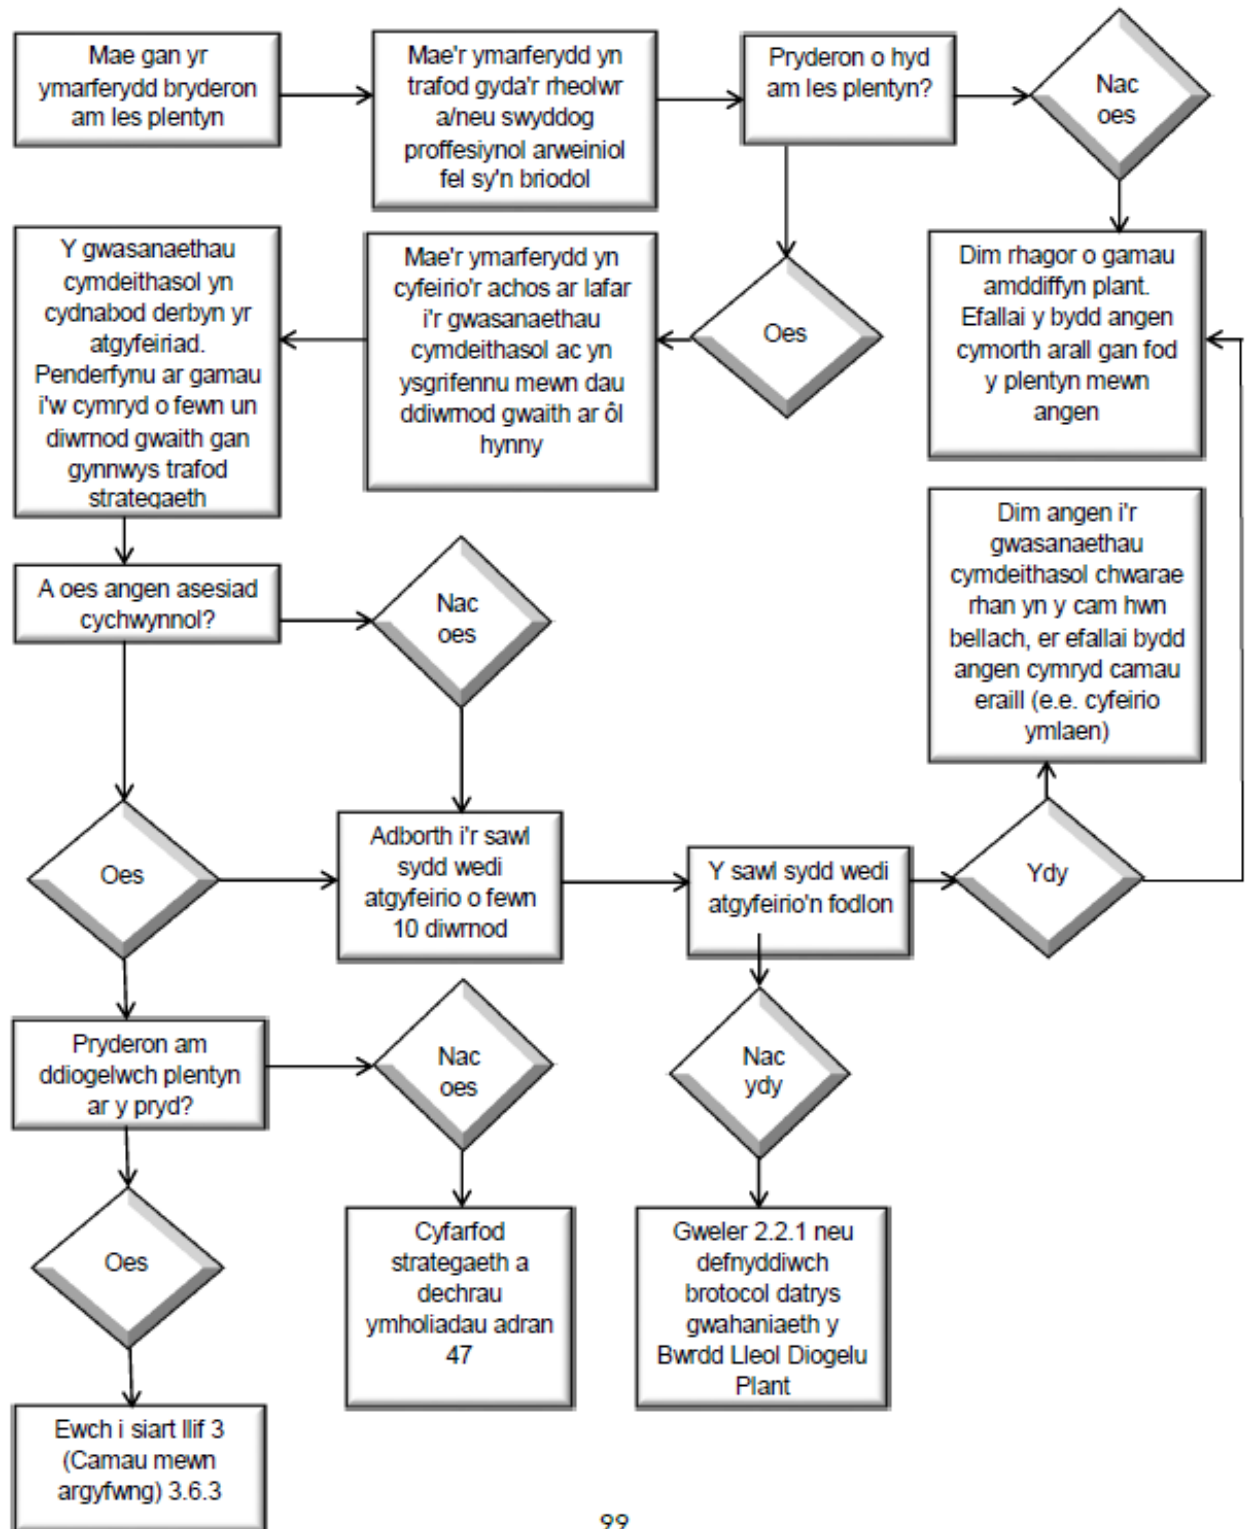 Mae gan yr
ymarferydd bryderon
am les plentyn
Mae'r ymarferydd yn
trafod gyda'r rheolwr
a/neu swyddog
proffesiynol arweiniol
fel sy'n briodol
Pryderon o hyd
am les plentyn?
Nac
oes
Y gwasanaethau
cymdeithasol yn
cydnabod derbyn yr
atgyfeiriad.
Penderfynu ar gamau
i'w cymryd o fewn un
diwrnod gwaith gan
gynnwys trafod
strategaeth
Mae'r ymarferydd yn
cyfeirio'r achos ar lafar
i'r gwasanaethau
cymdeithasol ac yn
ysgrifennu mewn dau
ddiwrnod gwaith ar ôl
hynny
Oes
Dim rhagor o gamau
amddiffyn plant.
Efallai y bydd angen
cymorth arall gan fod
y plentyn mewn
angen
Dim angen i'r
gwasanaethau
cymdeithasol chwarae
rhan yn y cam hwn
bellach, er efallai bydd
angen cymryd camau
eraill (e.e. cyfeirio
ymlaen)
A oes angen asesiad
cychwynnol?
Nac
oes
Oes
Adborth i'r sawl
sydd wedi
atgyfeirio o fewn
10 diwrnod
Y sawl sydd wedi
atgyfeirio'n fodlon
Ydy
Pryderon am
ddiogelwch plentyn
ar y pryd?
Nac
oes
Nac
ydy
Oes
Cyfarfod
strategaeth a
dechrau
ymholiadau adran
47
Gweler 2.2.1 neu
defnyddiwch
brotocol datrys
gwahaniaeth y
Bwrdd Lleol Diogelu
Plant
Ewch i siart llif 3
(Camau mewn
argyfwng) 3.6.3
99